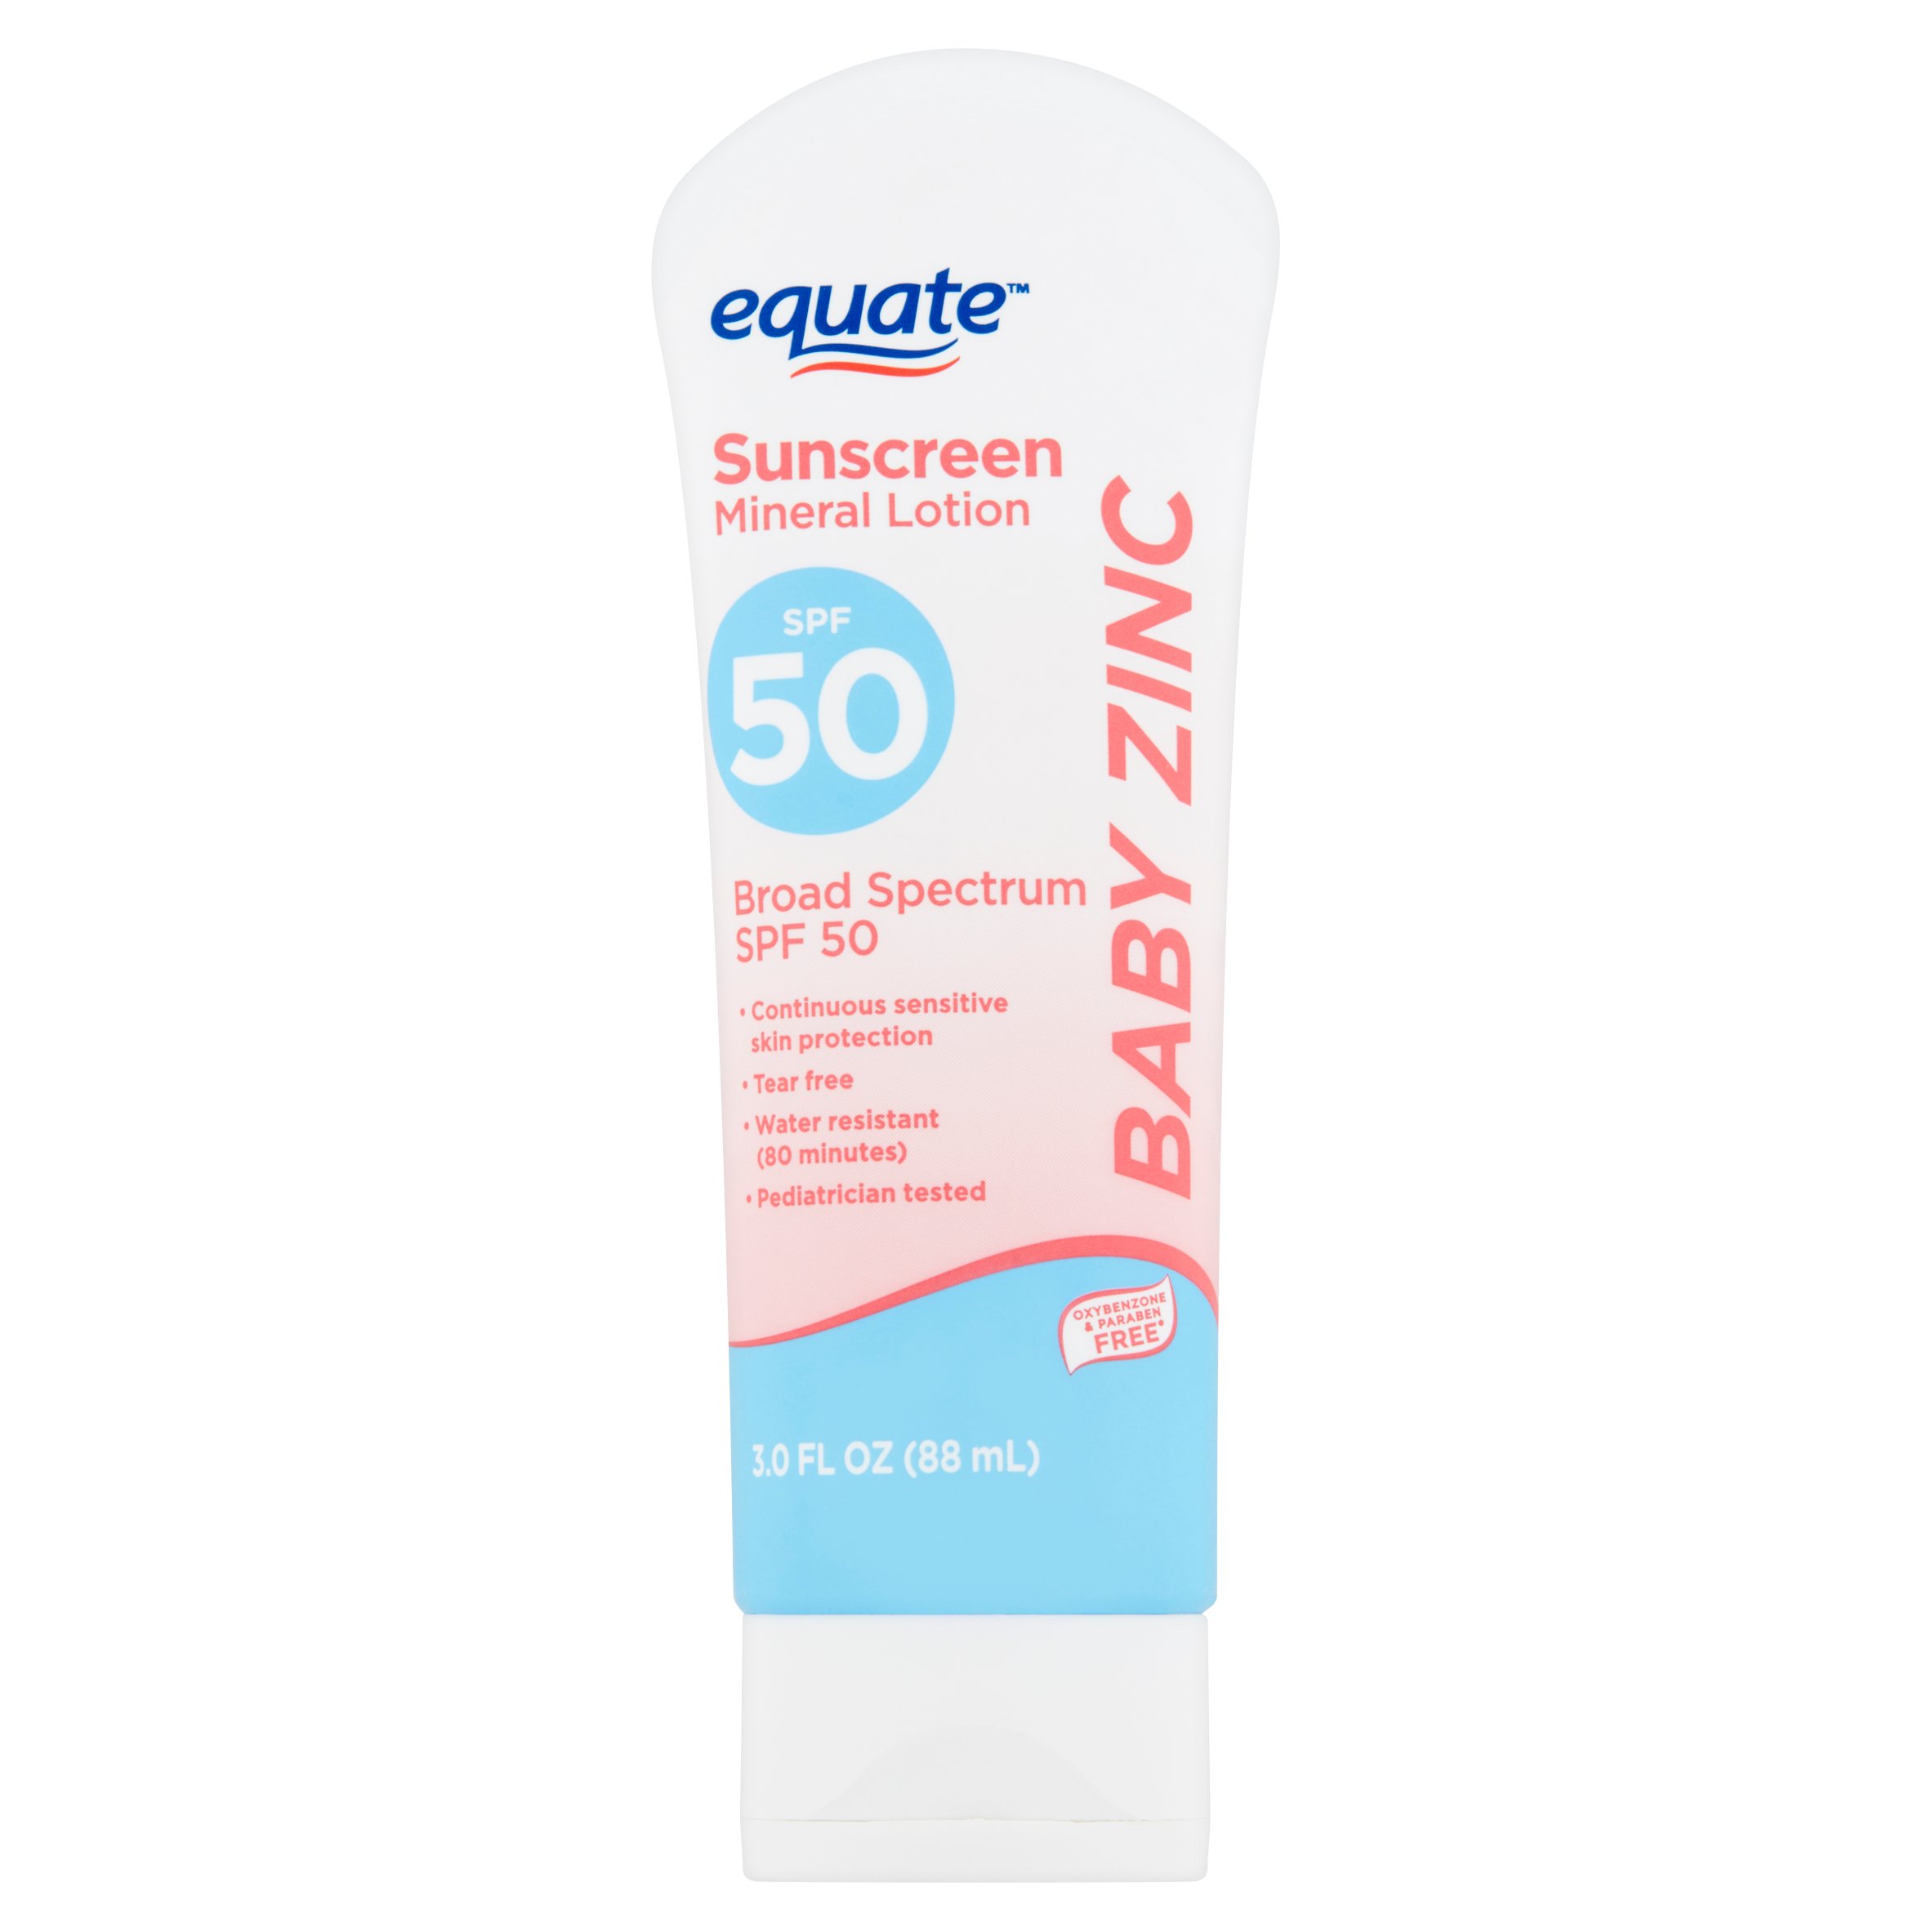 equate™
Sunscreen
Mineral Lotion
SPF
50
BABY ZINC
Broad Spectrum
SPF 50
• Continuous sensitive
skin protection
• Tear free
• Water resistant
(80 minutes)
• Pediatrician tested
OXYBENZONE
& PARABEN
FREE*
3.0 FL OZ (88 mL)